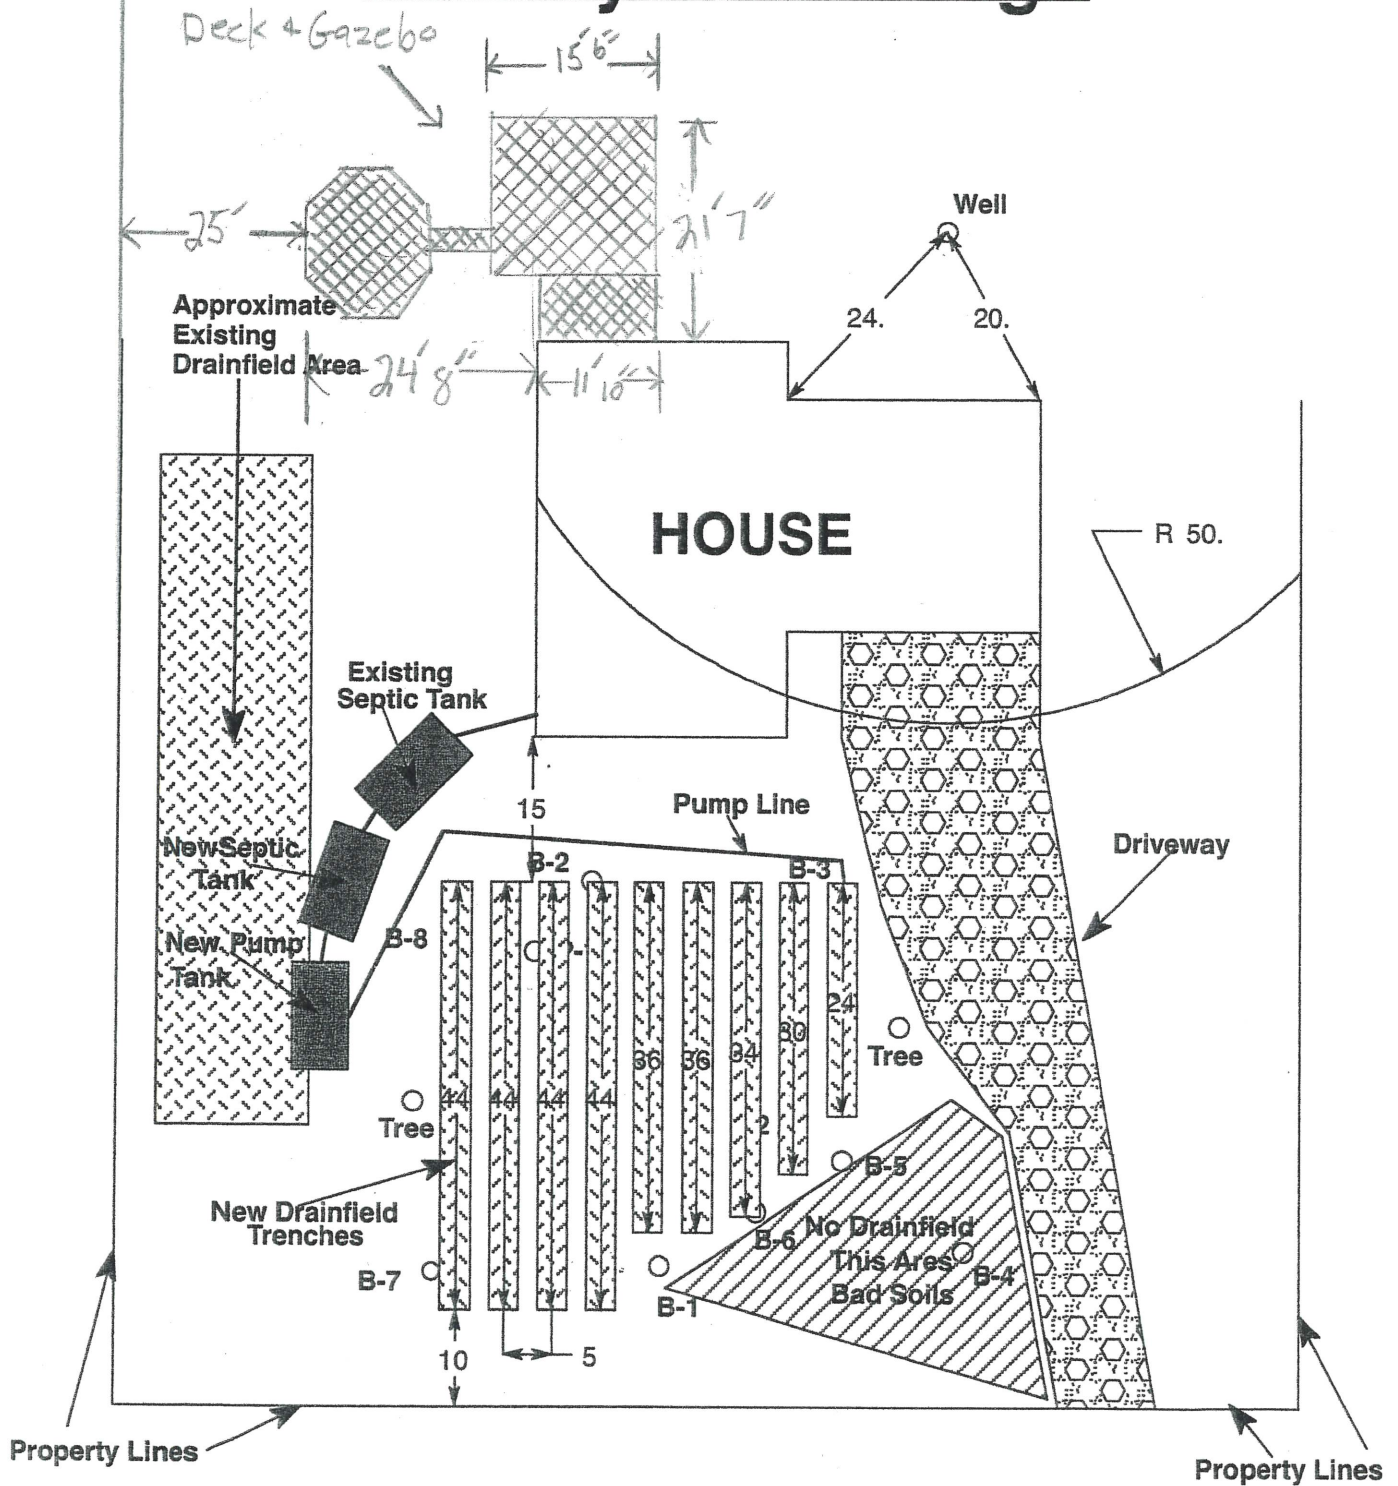 Deck & Gazebo
15'6"
25'
21'7"
Well
Approximate
Existing
Drainfield Area
24.
20.
24'8"
11'10"
HOUSE
R 50.
Existing
Septic Tank
15
Pump Line
Driveway
NewSeptic
Tank
B-2
B-3
New Pump
Tank
B-8
24
30
34
36
36
Tree
44
44
44
44
Tree
2
B-5
New Drainfield
Trenches
B-6
No Drainfield
This Ares
Bad Soils
B-4
B-7
B-1
10
5
Property Lines
Property Lines